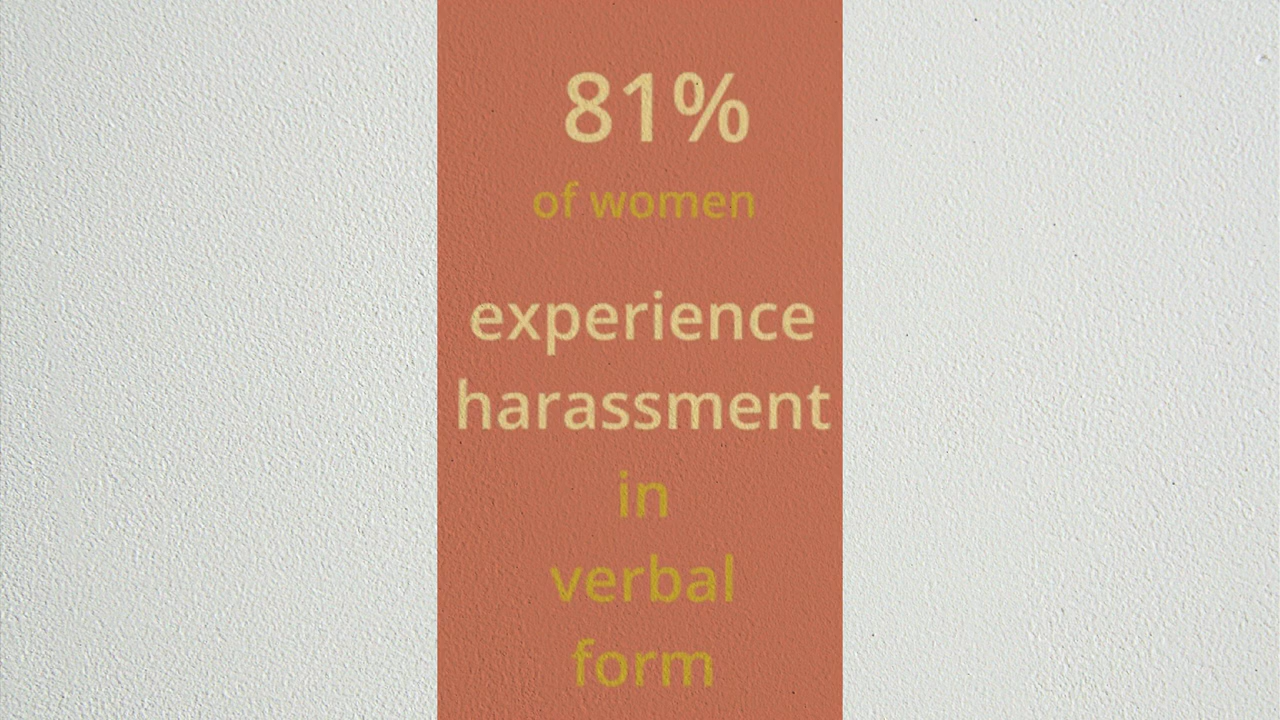 81%
of women
experience
harassment
in
verbal
form